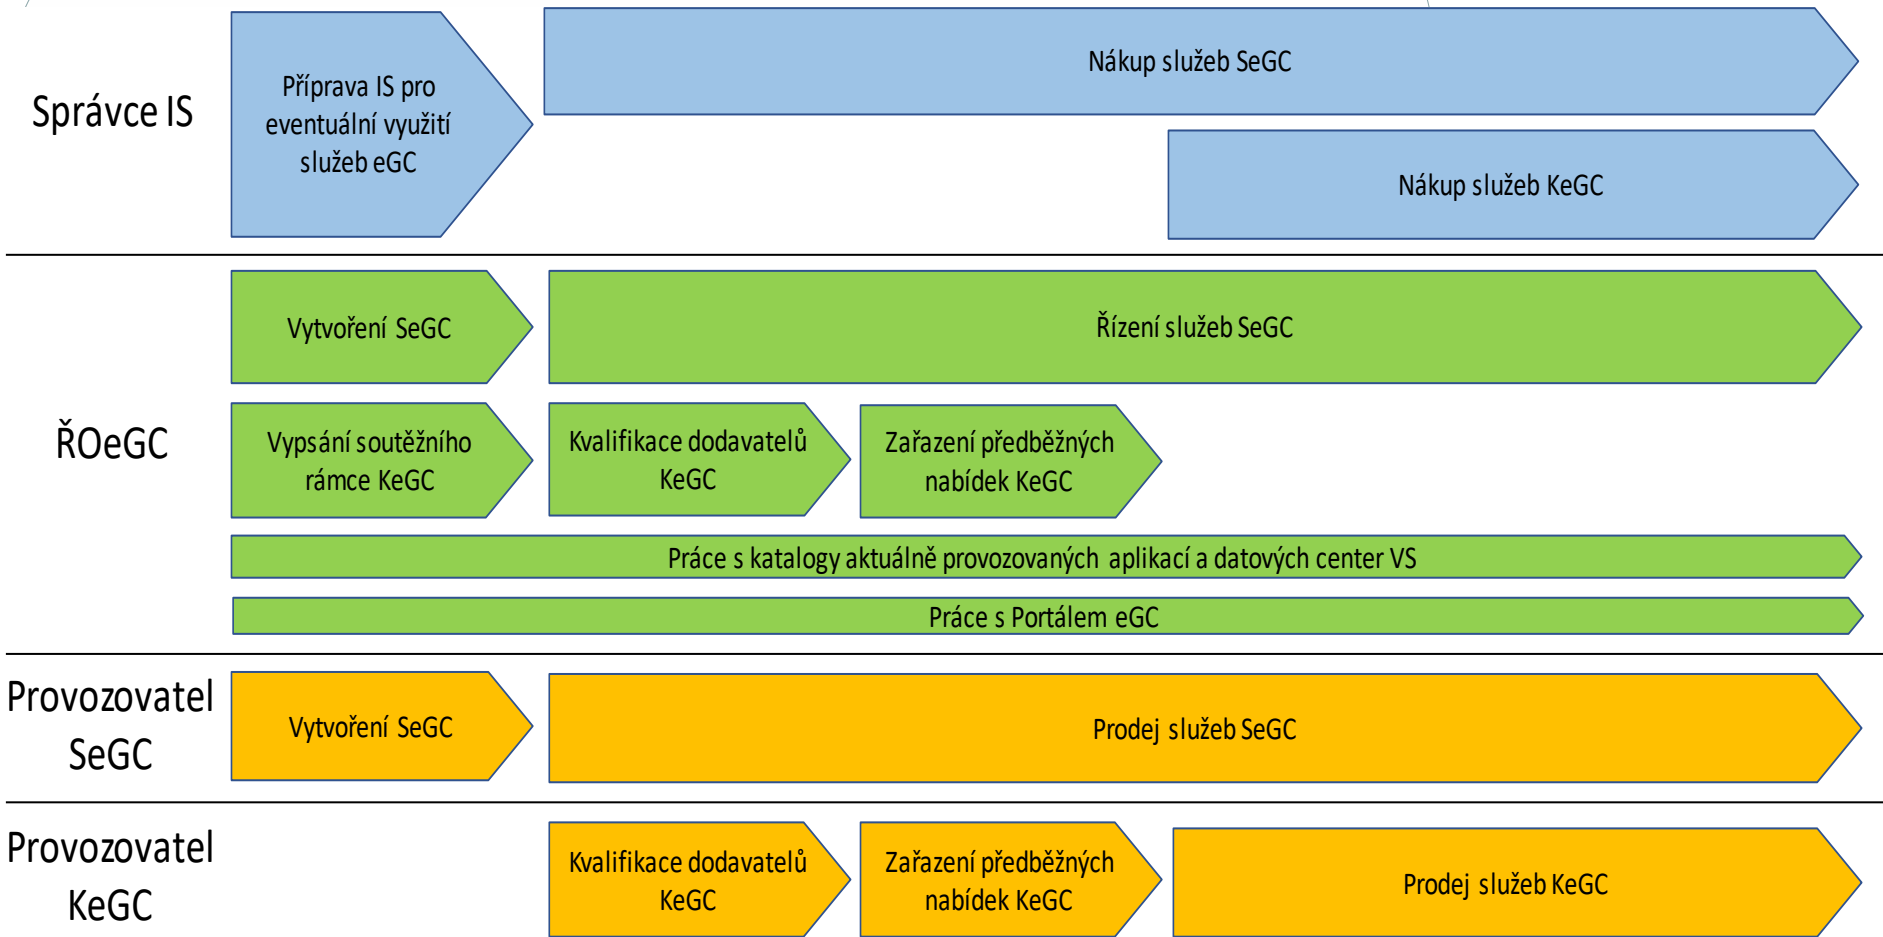 Správce IS
Příprava IS pro
eventuální využití
služeb eGC
Nákup služeb SeGC
Nákup služeb KeGC
ŘOeGC
Vytvoření SeGC
Řízení služeb SeGC
Vypsání soutěžního
rámce KeGC
Kvalifikace dodavatelů
KeGC
Zařazení předběžných
nabídek KeGC
Práce s katalogy aktuálně provozovaných aplikací a datových center VS
Práce s Portálem eGC
Provozovatel
SeGC
Vytvoření SeGC
Prodej služeb SeGC
Provozovatel
KeGC
Kvalifikace dodavatelů
KeGC
Zařazení předběžných
nabídek KeGC
Prodej služeb KeGC